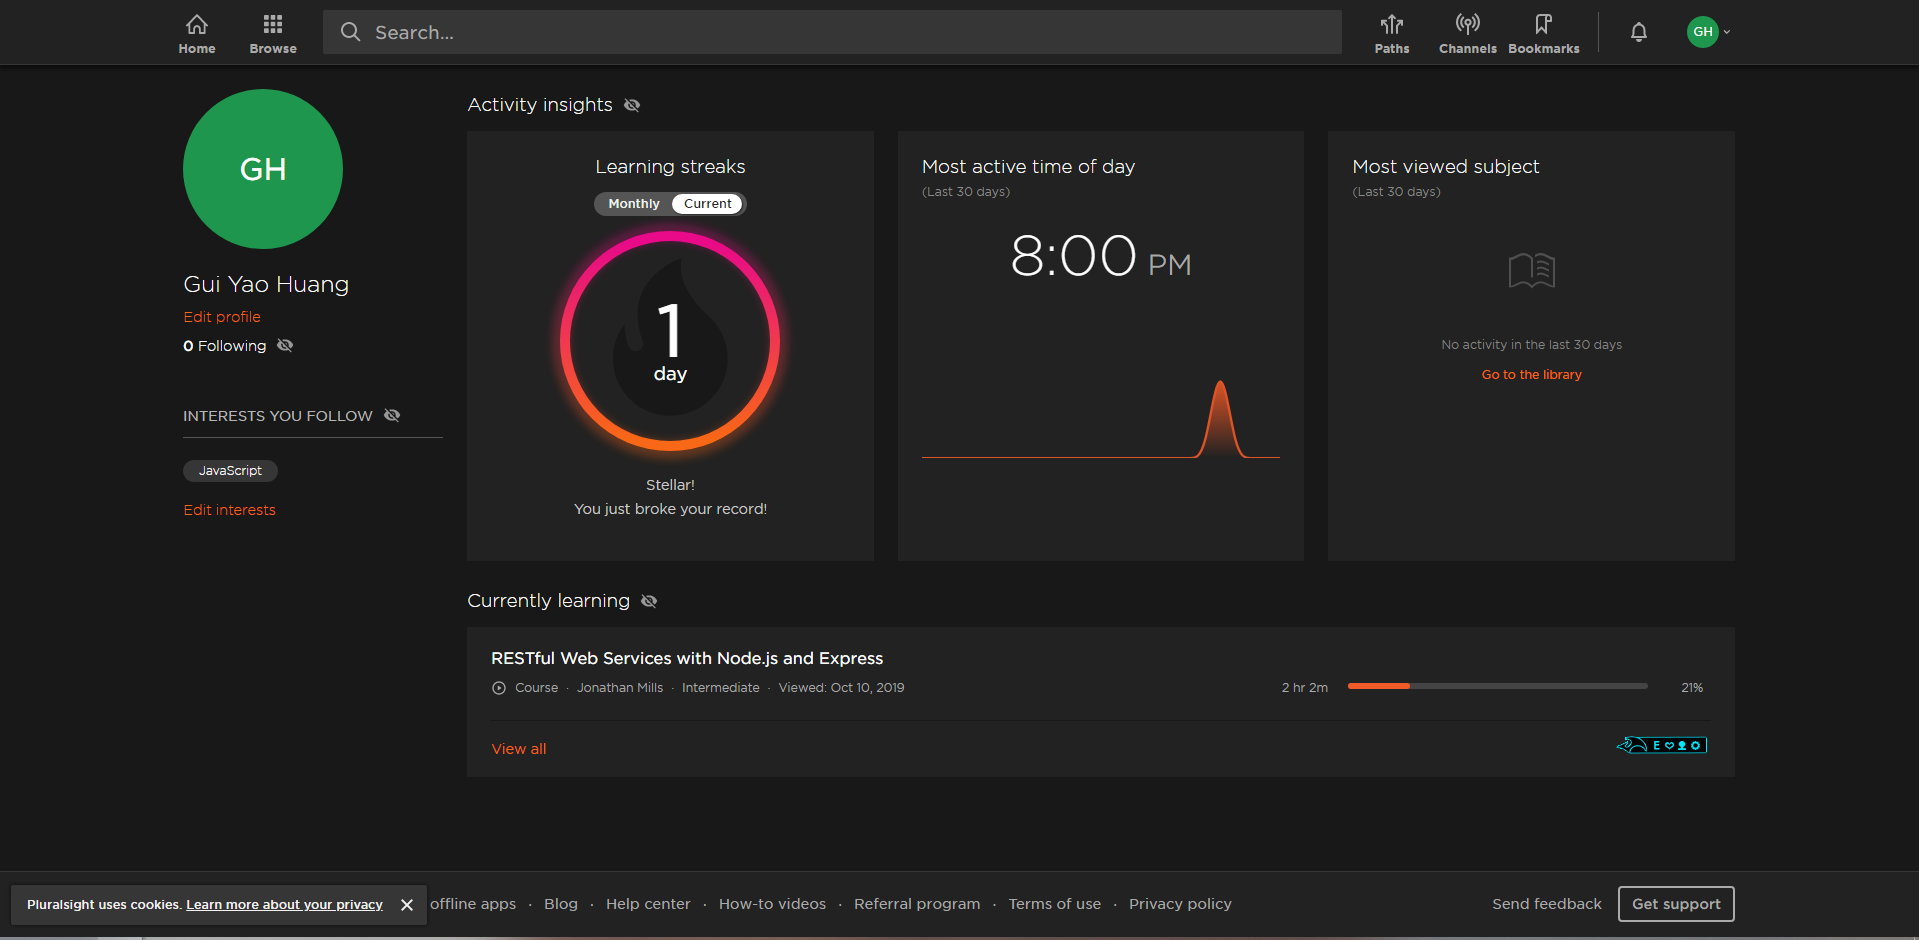 Home
Browse
Search...
Paths
Channels
Bookmarks
GH
GH
Gui Yao Huang
Edit profile
0 Following
INTERESTS YOU FOLLOW
JavaScript
Edit interests
Activity insights
Learning streaks
Monthly Current
1
day
Stellar!
You just broke your record!
Most active time of day
(Last 30 days)
8:00 PM
Most viewed subject
(Last 30 days)
No activity in the last 30 days
Go to the library
Currently learning
RESTful Web Services with Node.js and Express
Course · Jonathan Mills · Intermediate · Viewed: Oct 10, 2019
2 hr 2m
21%
View all
E
Pluralsight uses cookies. Learn more about your privacy
offline apps · Blog · Help center · How-to videos · Referral program · Terms of use · Privacy policy
Send feedback
Get support